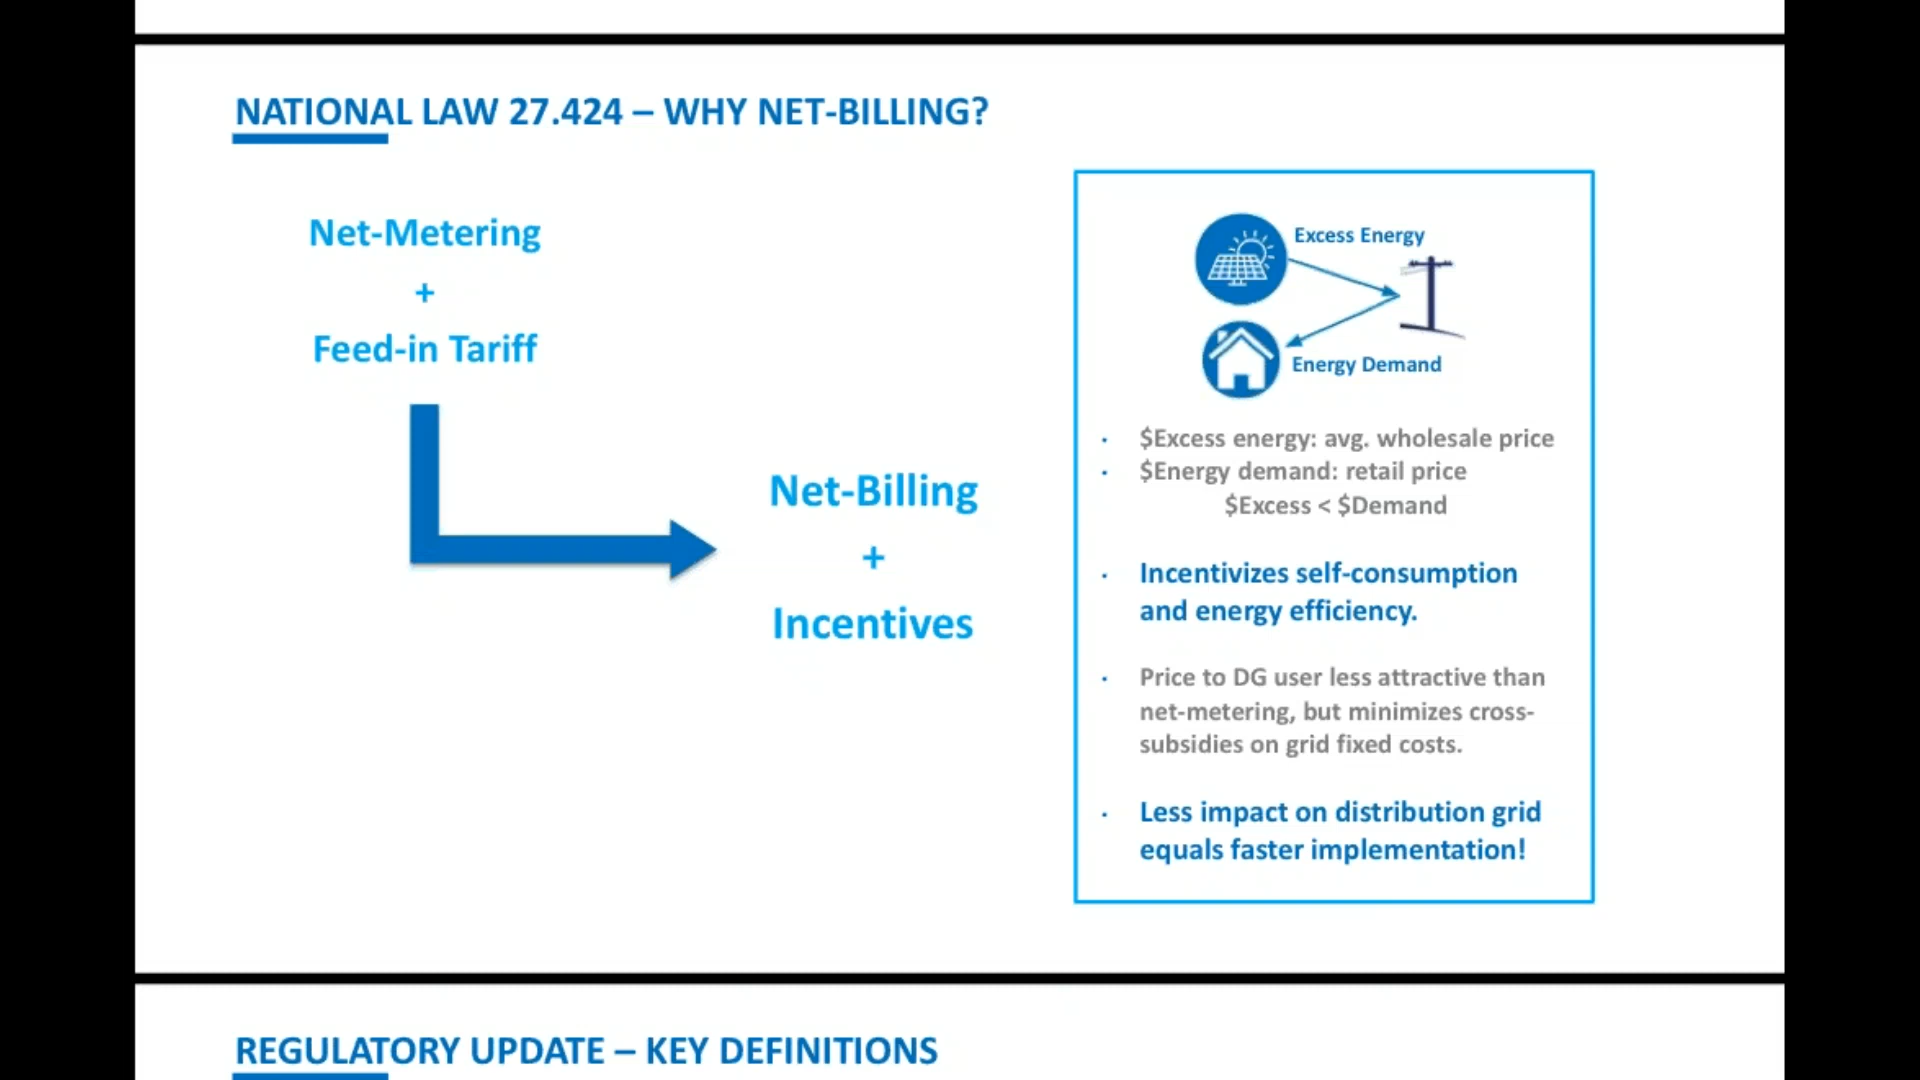 NATIONAL LAW 27.424 – WHY NET-BILLING?
Net-Metering
+
Feed-in Tariff
Net-Billing
+
Incentives
Excess Energy
Energy Demand
· $Excess energy: avg. wholesale price
· $Energy demand: retail price
$Excess < $Demand
· Incentivizes self-consumption
and energy efficiency.
· Price to DG user less attractive than
net-metering, but minimizes cross-
subsidies on grid fixed costs.
· Less impact on distribution grid
equals faster implementation!
REGULATORY UPDATE – KEY DEFINITIONS